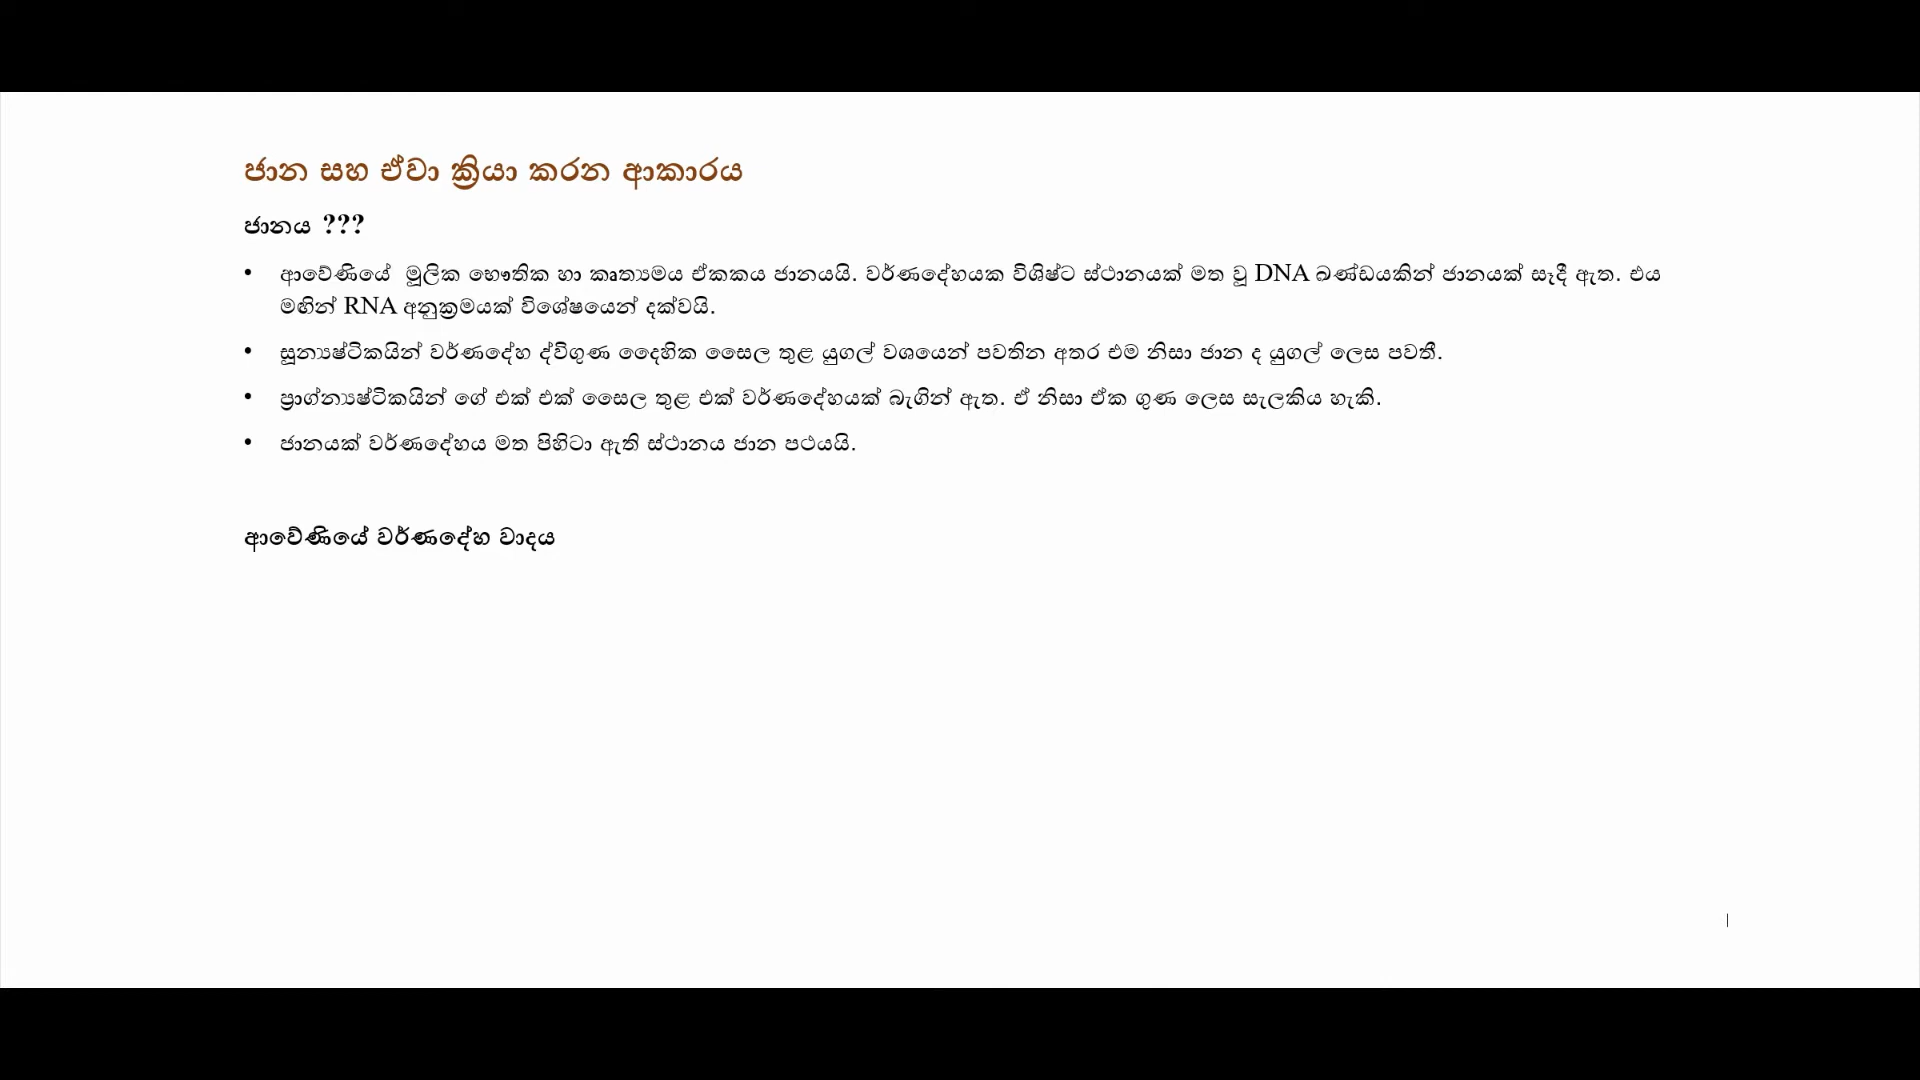 ජාන සහ ඒවා ක්‍රියා කරන ආකාරය
ජානය ???
• ආවේණියේ මූලික භෞතික හා කෘත්‍යමය ඒකකය ජානයයි. වර්ණදේහයක විශිෂ්ට ස්ථානයක් මත වූ DNA ඛණ්ඩයකින් ජානයක් සෑදී ඇත. එය
මඟින් RNA අනුක්‍රමයක් විශේෂයෙන් දක්වයි.
• සූන්‍යෂ්ටිකයින් වර්ණදේහ ද්විගුණ දෛහික සෛල තුළ යුගල් වශයෙන් පවතින අතර එම නිසා ජාන ද යුගල් ලෙස පවතී.
• ප්‍රාග්න්‍යෂ්ටිකයින් ගේ එක් එක් සෛල තුළ එක් වර්ණදේහයක් බැගින් ඇත. ඒ නිසා ඒක ගුණ ලෙස සැලකිය හැකි.
• ජානයක් වර්ණදේහය මත පිහිටා ඇති ස්ථානය ජාන පථයයි.
ආවේණියේ වර්ණදේහ වාදය